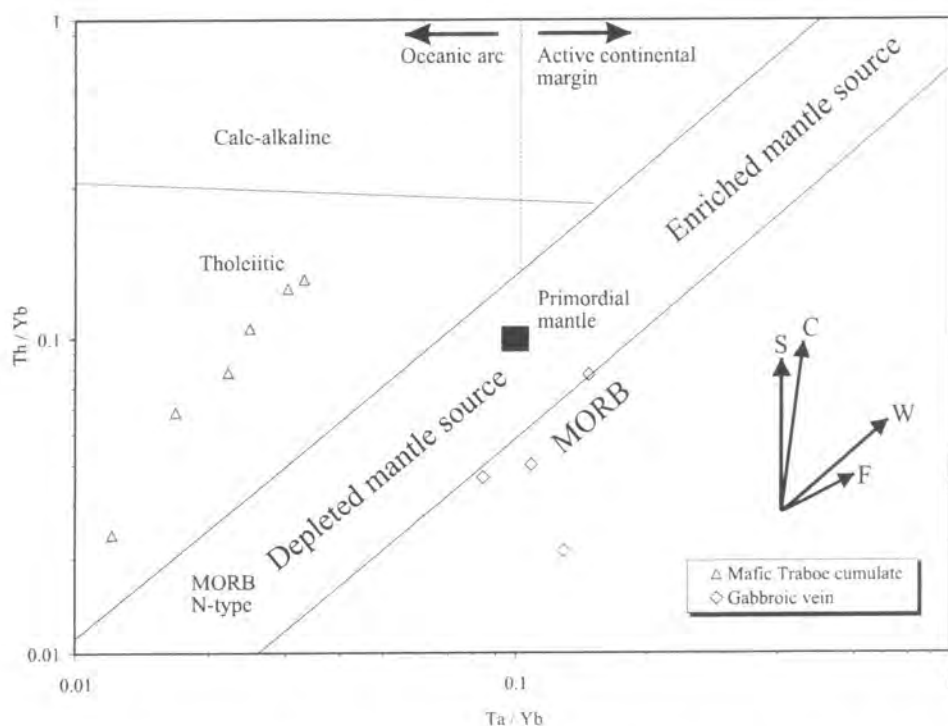 1
Oceanic arc
Active continental
margin
Calc-alkaline
Enriched mantle source
Tholeiitic
Primordial
mantle
Th / Yb
0.1
S
C
W
F
Depleted mantle source
MORB
MORB
N-type
Mafic Traboe cumulate
Gabbroic vein
0.01
0.01
0.1
Ta / Yb